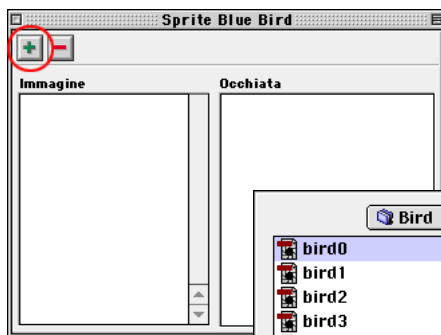 Sprite Blue Bird
Immagine
Occhiata
Bird
bird0
bird1
bird2
bird3